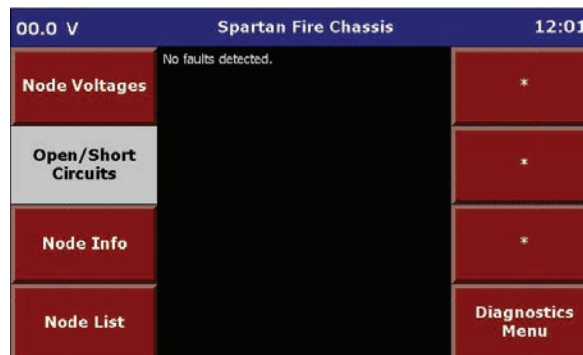 00.0 V
Spartan Fire Chassis
12:01
Node Voltages
No faults detected.
*
Open/Short
Circuits
*
Node Info
*
Node List
Diagnostics
Menu